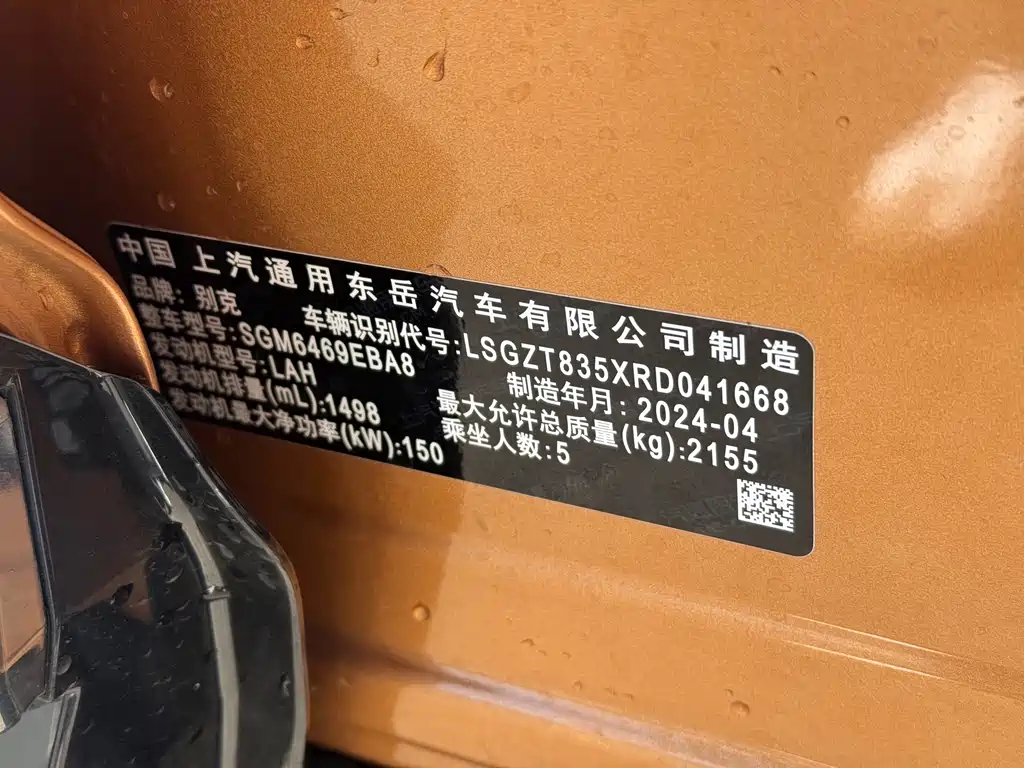 中国 上汽通用东岳汽车有限公司制造
品牌: 别克 车辆识别代号:LSGZT835XRD041668
整车型号:SGM6469EBA8 制造年月: 2024-04
发动机型号:LAH 最大允许总质量(kg):2155
发动机排量(mL):1498 乘坐人数:5
发动机最大净功率(kW):150